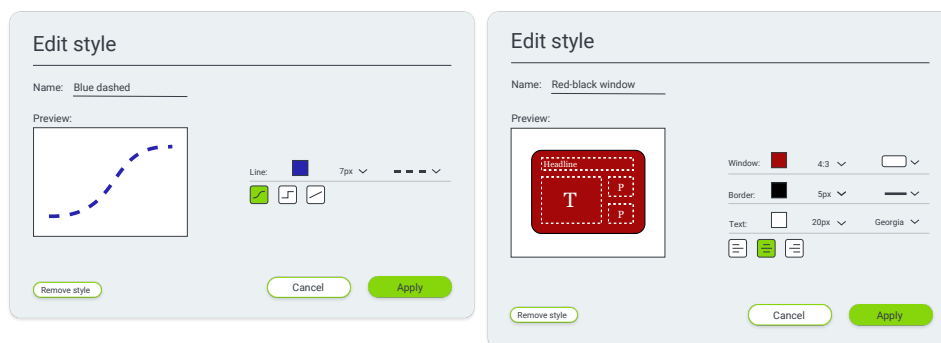 Edit style
Name: Blue dashed
Preview:
Line: 7px
Remove style
Cancel
Apply
Edit style
Name: Red-black window
Preview:
Headline
T
P
P
Window: 4:3
Border: 5px
Text: 20px Georgia
Remove style
Cancel
Apply